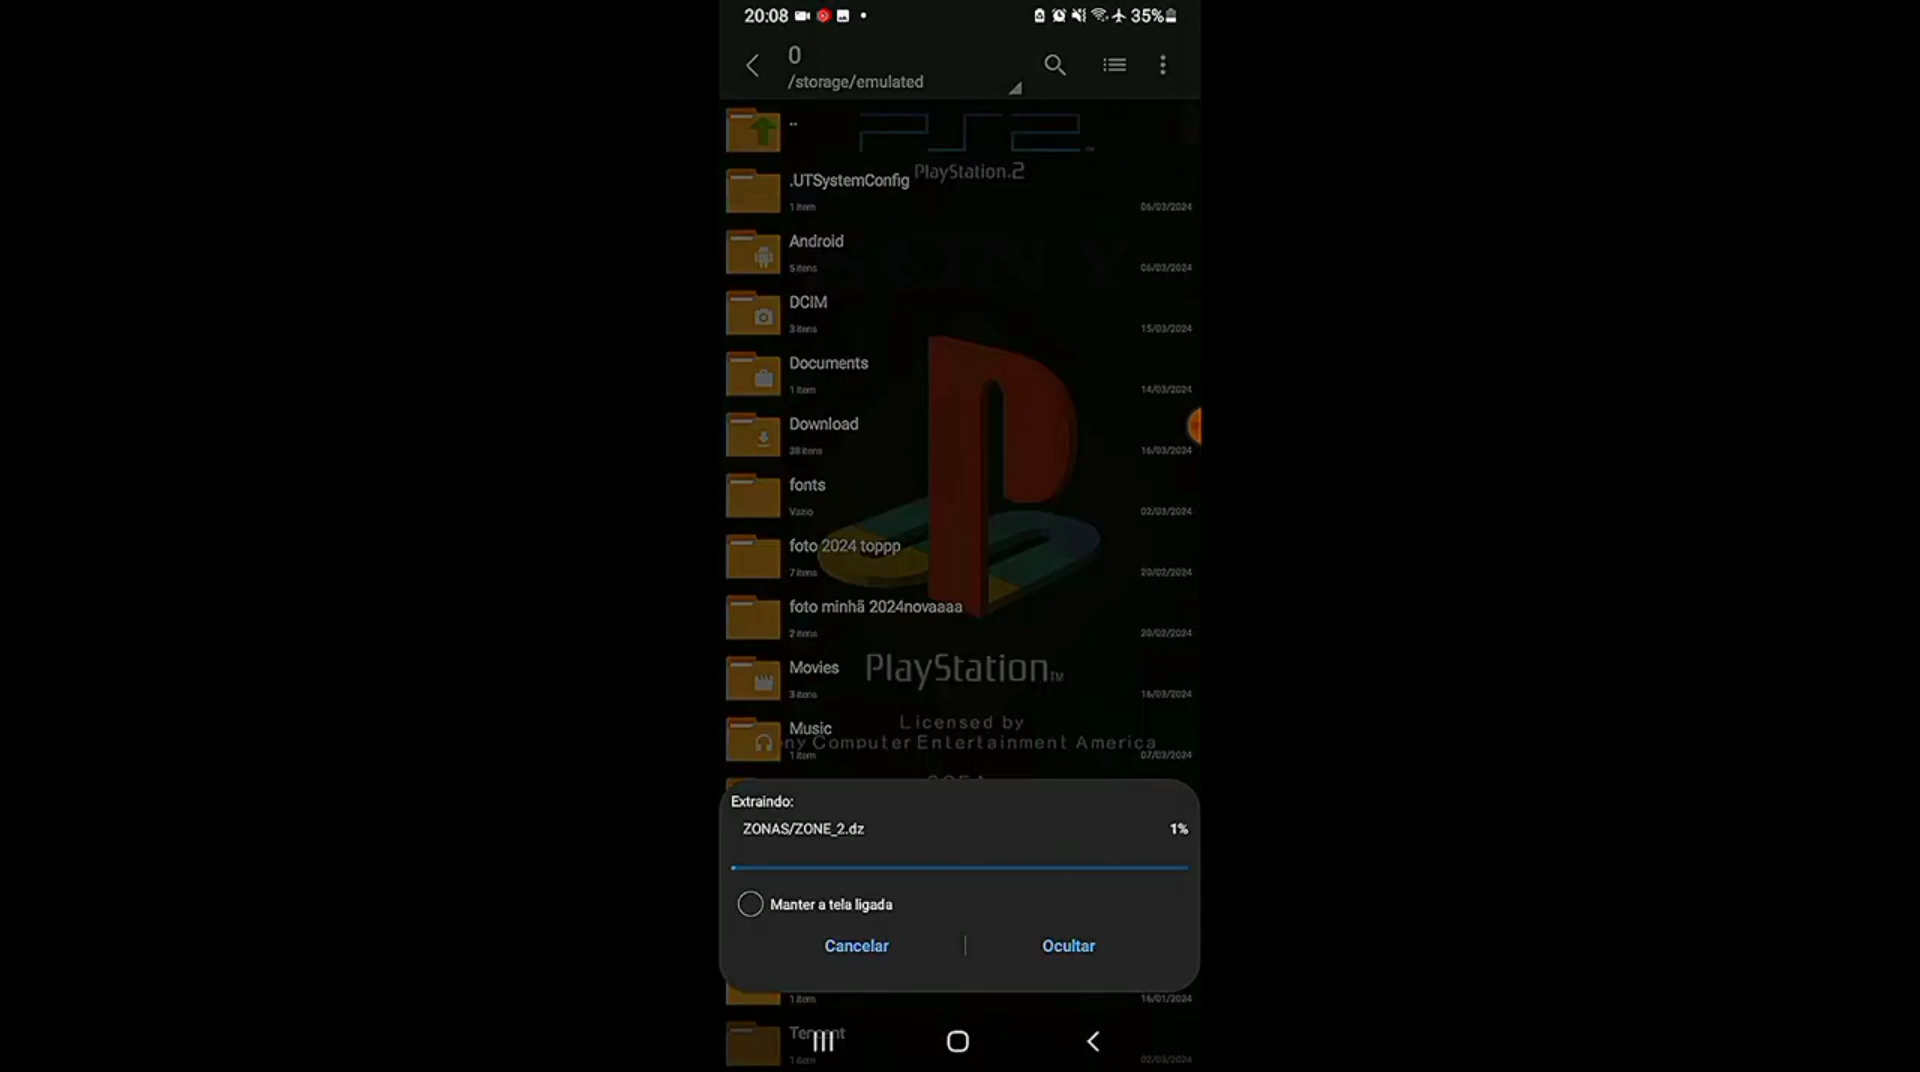 20:08
35%
0
/storage/emulated
..
PS2™
PlayStation.2
.UTSystemConfig
1 item
06/03/2024
Android
5 itens
06/03/2024
SONY
DCIM
3 itens
15/03/2024
Documents
1 item
14/03/2024
Download
38 itens
16/03/2024
fonts
Vazio
02/03/2024
foto 2024 toppp
7 itens
20/02/2024
foto minhã 2024novaaaa
2 itens
20/02/2024
Movies
3 itens
16/03/2024
PlayStation™
Licensed by
Music
ny Computer Entertainment America
1 item
07/03/2024
Extraindo:
ZONAS/ZONE_2.dz
1%
Manter a tela ligada
Cancelar
Ocultar
1 item
16/01/2024
Tencent
1 item
02/03/2024